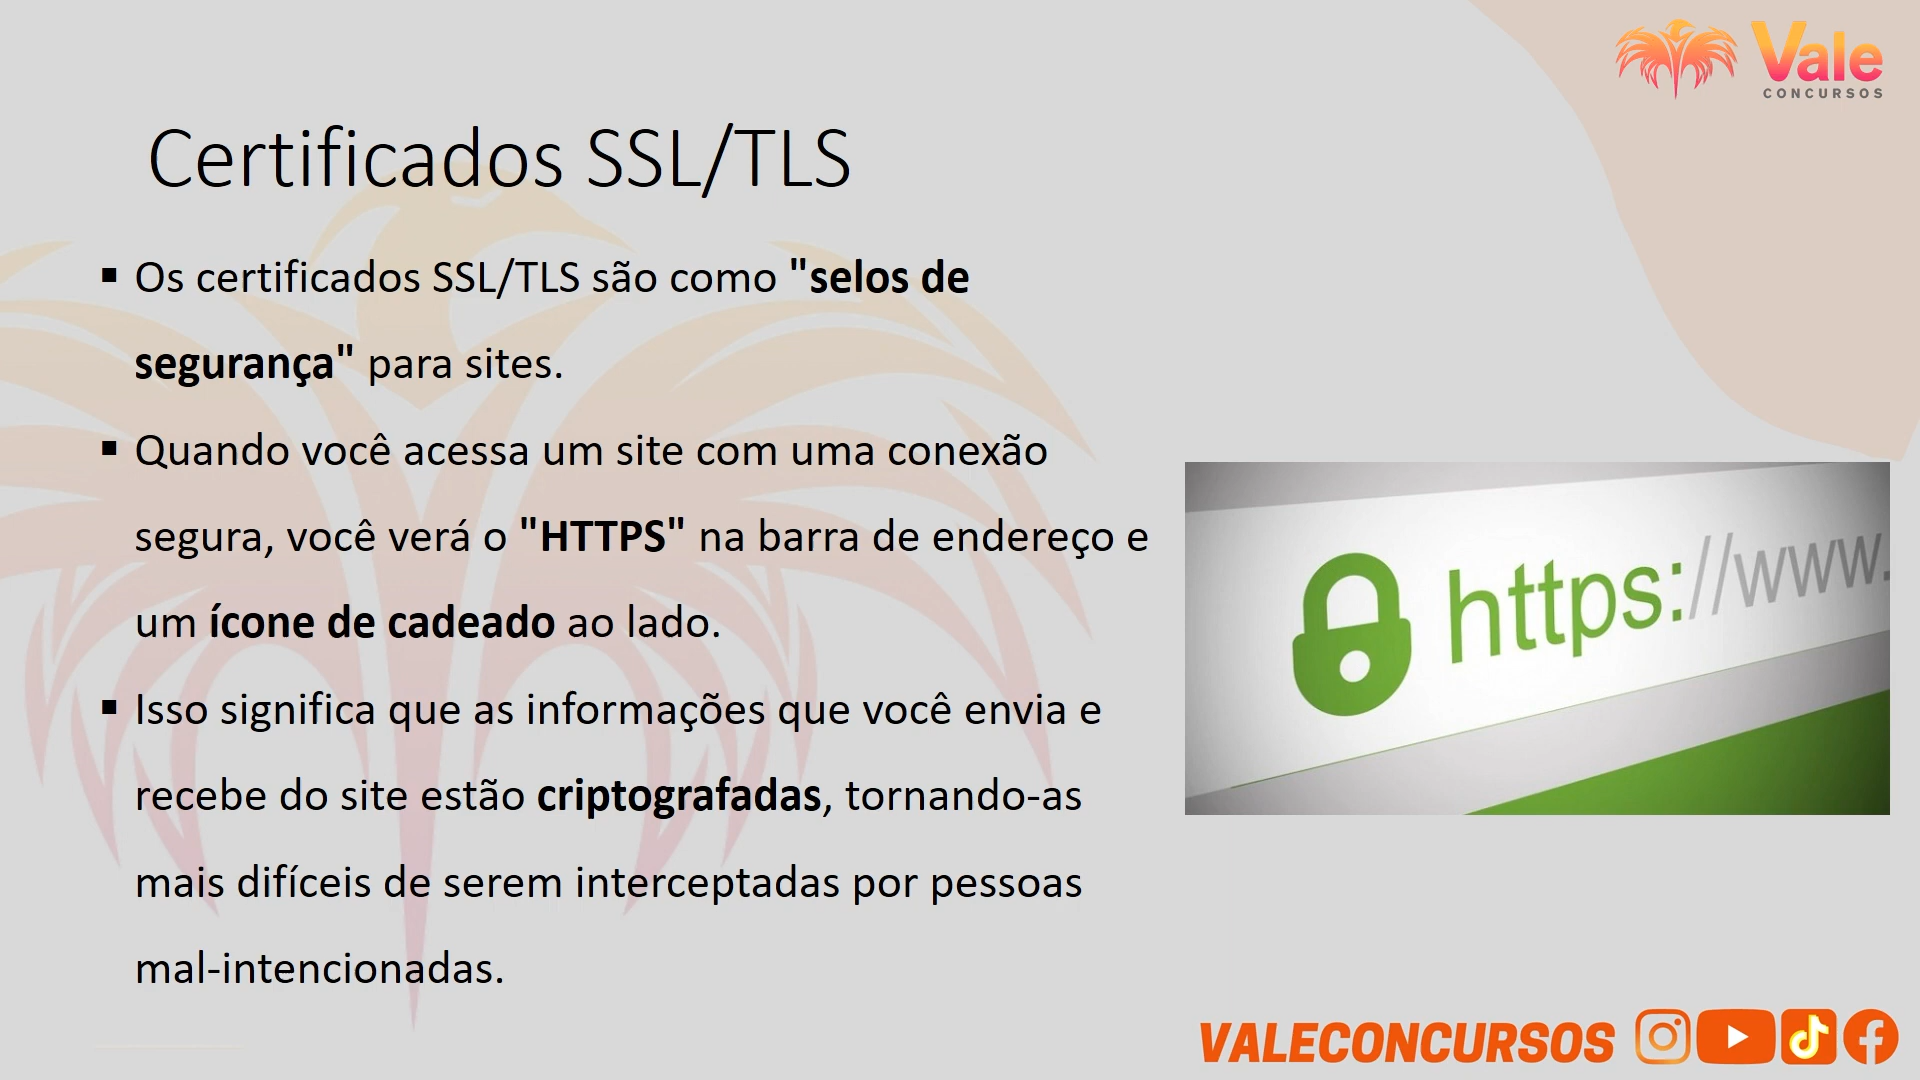 Vale
CONCURSOS
Certificados SSL/TLS
▪ Os certificados SSL/TLS são como "selos de
segurança" para sites.
▪ Quando você acessa um site com uma conexão
segura, você verá o "HTTPS" na barra de endereço e
um ícone de cadeado ao lado.
▪ Isso significa que as informações que você envia e
recebe do site estão criptografadas, tornando-as
mais difíceis de serem interceptadas por pessoas
mal-intencionadas.
https://www.
VALECONCURSOS